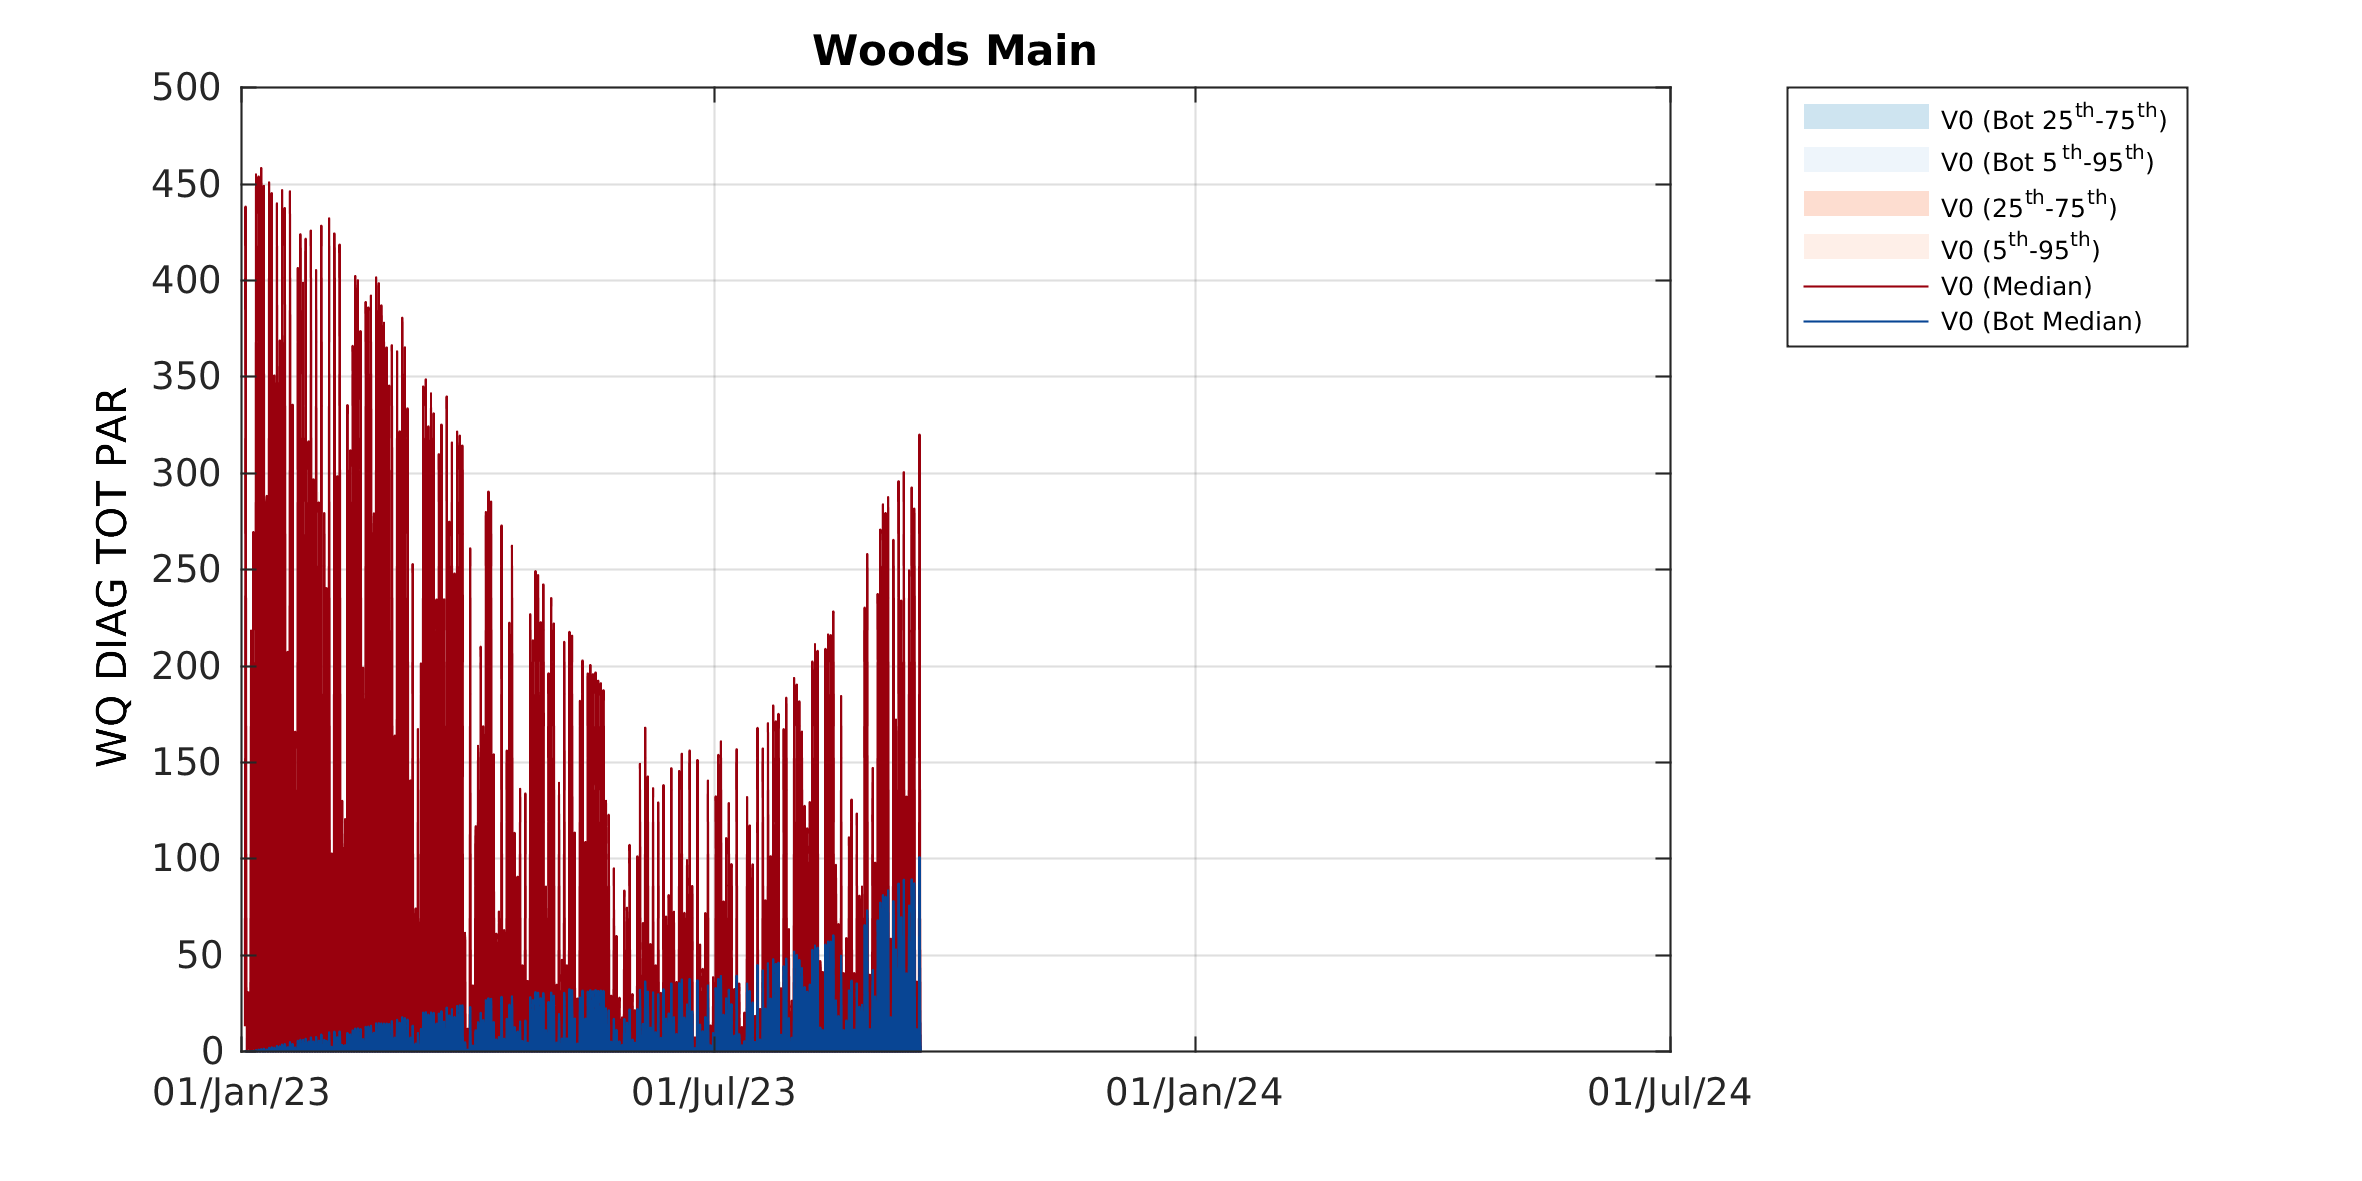 Woods Main
WQ DIAG TOT PAR
500
450
400
350
300
250
200
150
100
50
0
01/Jan/23
01/Jul/23
01/Jan/24
01/Jul/24
V0 (Bot 25th-75th)
V0 (Bot 5th-95th)
V0 (25th-75th)
V0 (5th-95th)
V0 (Median)
V0 (Bot Median)